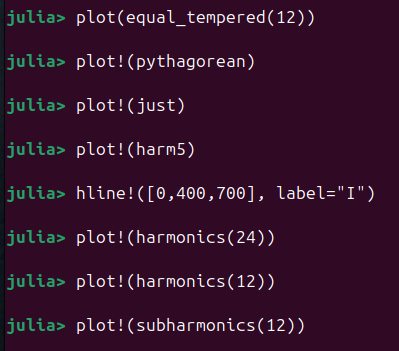 julia> plot(equal_tempered(12))
julia> plot!(pythagorean)
julia> plot!(just)
julia> plot!(harm5)
julia> hline!([0,400,700], label="I")
julia> plot!(harmonics(24))
julia> plot!(harmonics(12))
julia> plot!(subharmonics(12))